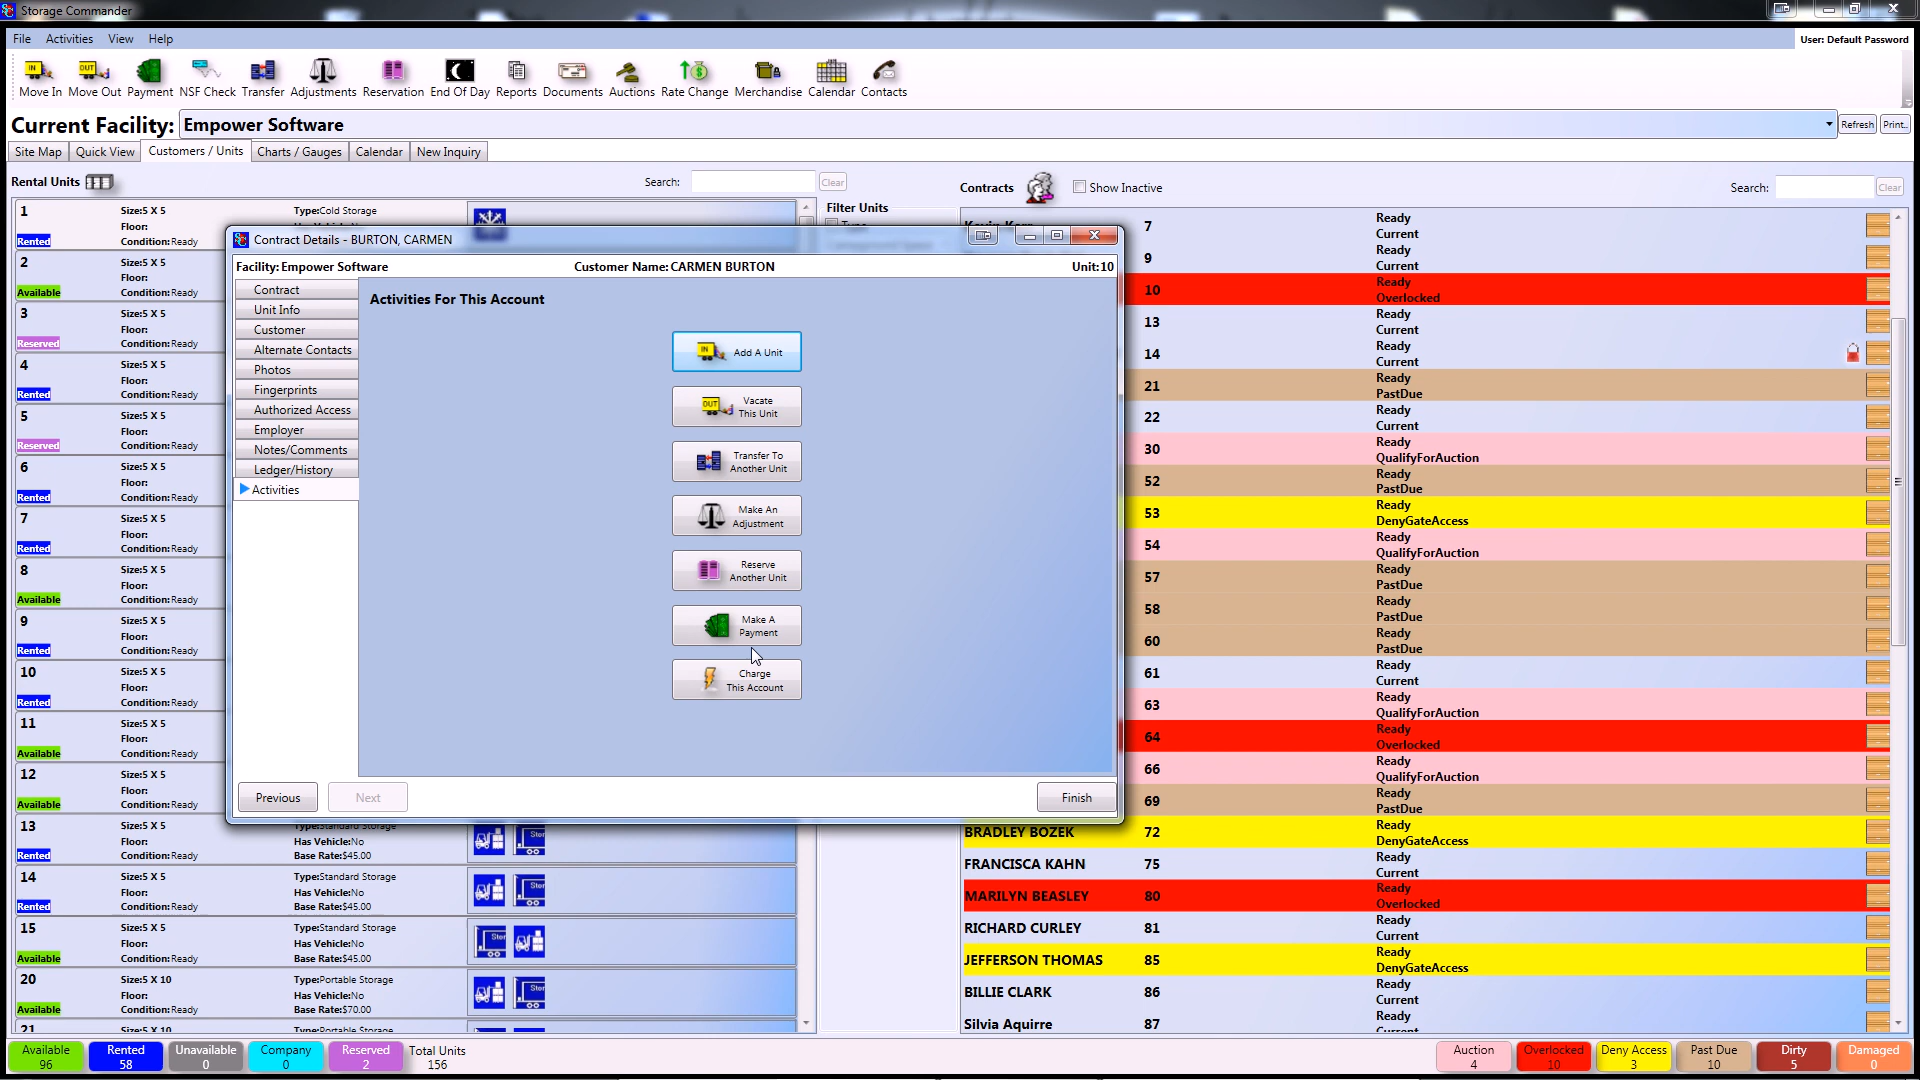 Storage Commander
File Activities View Help
User: Default Password
Move In Move Out Payment NSF Check Transfer Adjustments Reservation End Of Day Reports Documents Auctions Rate Change Merchandise Calendar Contacts
Current Facility: Empower Software Refresh Print..
Site Map Quick View Customers / Units Charts / Gauges Calendar New Inquiry
Rental Units Search: Clear
Filter Units
Contracts Show Inactive Search: Clear
1 Size:5 X 5 Type:Cold Storage
Floor:
Rented Condition:Ready
2 Size:5 X 5
Floor:
Available Condition:Ready
3 Size:5 X 5
Floor:
Reserved Condition:Ready
4 Size:5 X 5
Floor:
Rented Condition:Ready
5 Size:5 X 5
Floor:
Reserved Condition:Ready
6 Size:5 X 5
Floor:
Rented Condition:Ready
7 Size:5 X 5
Floor:
Rented Condition:Ready
8 Size:5 X 5
Floor:
Available Condition:Ready
9 Size:5 X 5
Floor:
Rented Condition:Ready
10 Size:5 X 5
Floor:
Rented Condition:Ready
11 Size:5 X 5
Floor:
Available Condition:Ready
12 Size:5 X 5
Floor:
Available Condition:Ready
13 Size:5 X 5 Type:Standard Storage
Floor: Has Vehicle:No
Rented Condition:Ready Base Rate:$45.00
14 Size:5 X 5 Type:Standard Storage
Floor: Has Vehicle:No
Rented Condition:Ready Base Rate:$45.00
15 Size:5 X 5 Type:Standard Storage
Floor: Has Vehicle:No
Available Condition:Ready Base Rate:$45.00
20 Size:5 X 10 Type:Portable Storage
Floor: Has Vehicle:No
Available Condition:Ready Base Rate:$70.00
21 Size:5 X 10 Type:Portable Storage
Contract Details - BURTON, CARMEN
Facility: Empower Software Customer Name: CARMEN BURTON Unit:10
Contract
Unit Info
Customer
Alternate Contacts
Photos
Fingerprints
Authorized Access
Employer
Notes/Comments
Ledger/History
Activities
Activities For This Account
Add A Unit
Vacate
This Unit
Transfer To
Another Unit
Make An
Adjustment
Reserve
Another Unit
Make A
Payment
Charge
This Account
Previous Next Finish
7 Ready
Current
9 Ready
Current
10 Ready
Overlocked
13 Ready
Current
14 Ready
Current
21 Ready
PastDue
22 Ready
Current
30 Ready
QualifyForAuction
52 Ready
PastDue
53 Ready
DenyGateAccess
54 Ready
QualifyForAuction
57 Ready
PastDue
58 Ready
PastDue
60 Ready
PastDue
61 Ready
Current
63 Ready
QualifyForAuction
64 Ready
Overlocked
66 Ready
QualifyForAuction
69 Ready
PastDue
BRADLEY BOZEK 72 Ready
DenyGateAccess
FRANCISCA KAHN 75 Ready
Current
MARILYN BEASLEY 80 Ready
Overlocked
RICHARD CURLEY 81 Ready
Current
JEFFERSON THOMAS 85 Ready
DenyGateAccess
BILLIE CLARK 86 Ready
Current
Silvia Aquirre 87 Ready
Current
Available Rented Unavailable Company Reserved Total Units
96 58 0 0 2 156
Auction Overlocked Deny Access Past Due Dirty Damaged
4 10 3 10 5 0